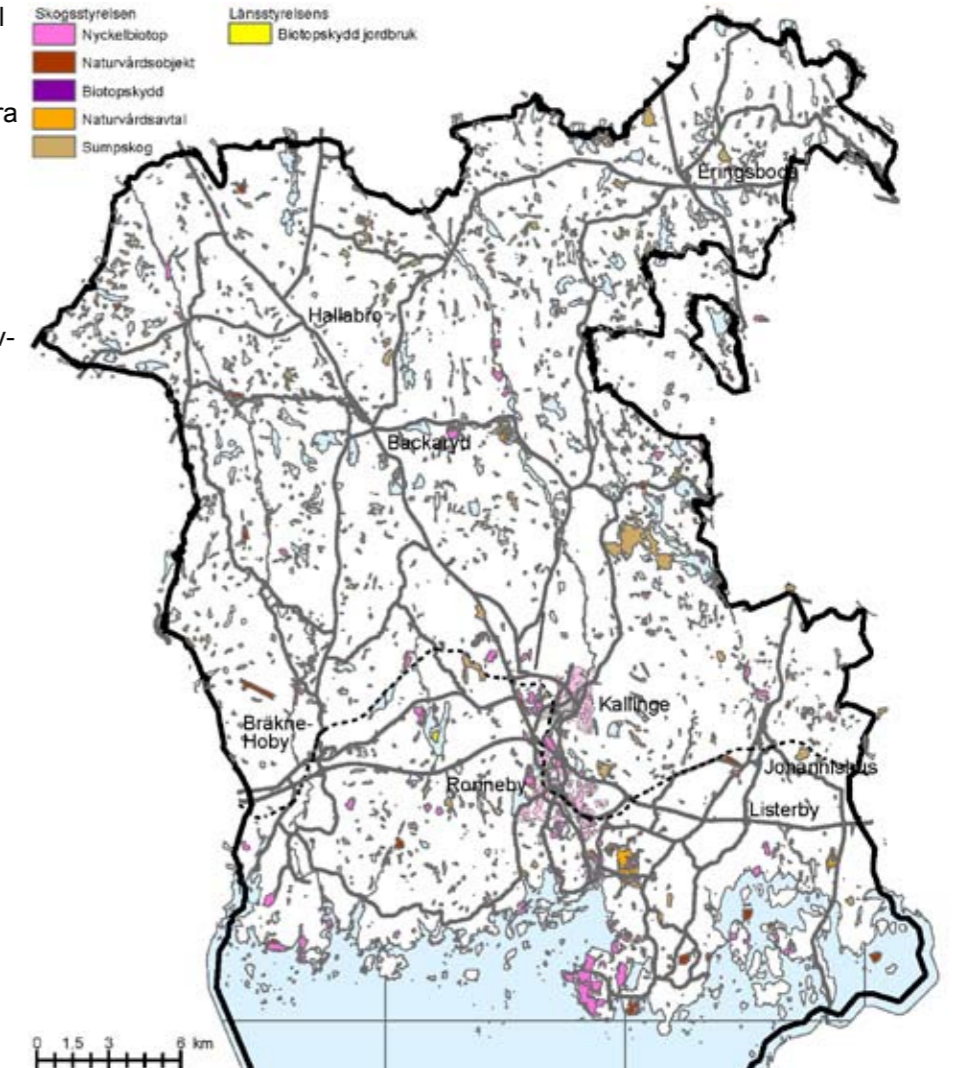 l
ra
v-
Skogsstyrelsen
Nyckelbiotop
Naturvårdsobjekt
Biotopskydd
Naturvårdsavtal
Sumpskog
Länsstyrelsens
Biotopskydd jordbruk
Eringsboda
Hallabro
Backaryd
Kallinge
Bräkne-
Hoby
Ronneby
Johannishus
Listerby
0 1,5 3 6 km